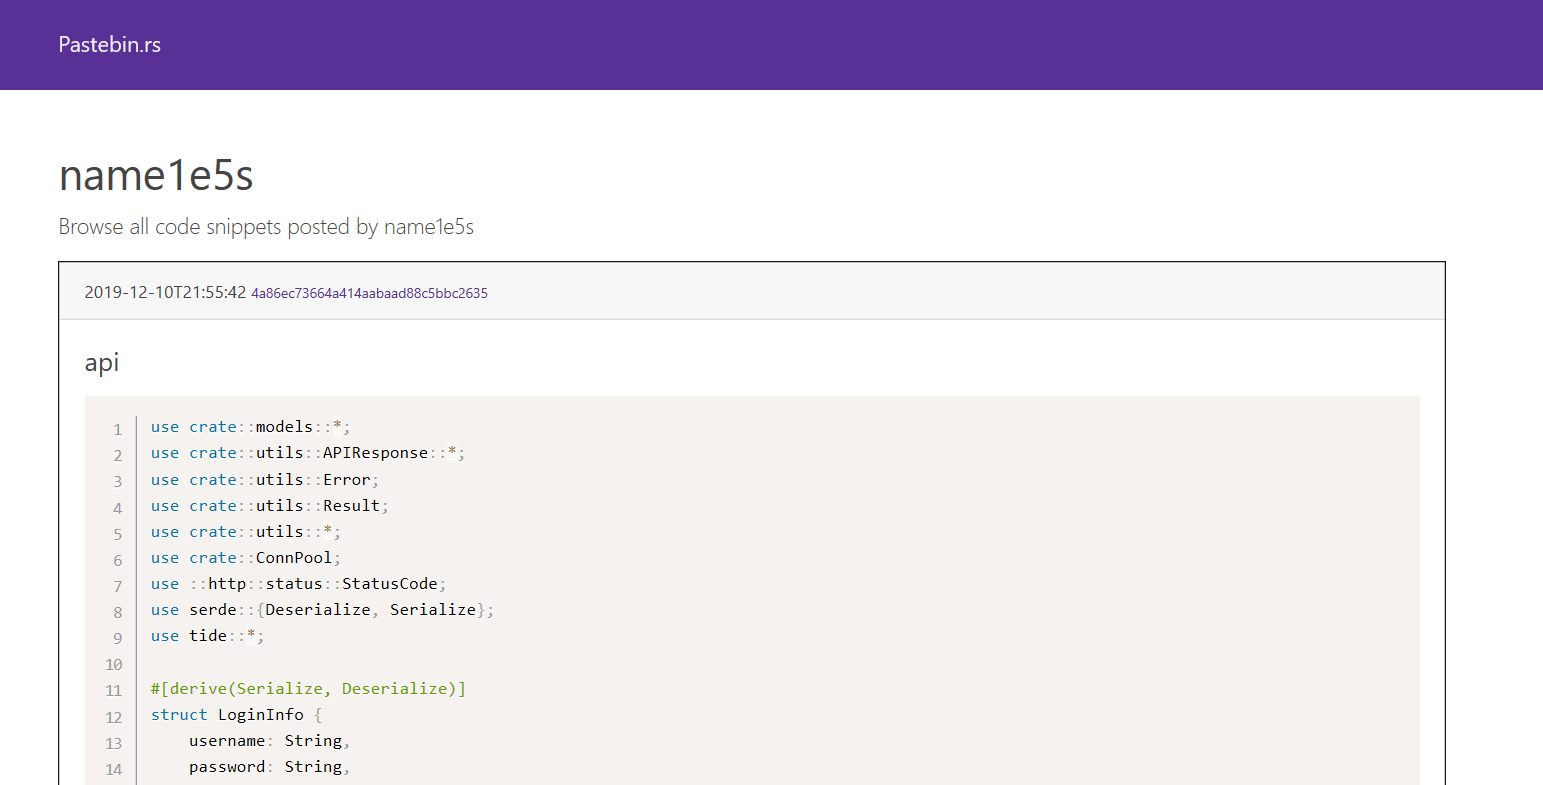 Pastebin.rs
name1e5s
Browse all code snippets posted by name1e5s
2019-12-10T21:55:42 4a86ec73664a414aabaad88c5bbc2635
api
1 use crate::models::*;
2 use crate::utils::APIResponse::*;
3 use crate::utils::Error;
4 use crate::utils::Result;
5 use crate::utils::*;
6 use crate::ConnPool;
7 use ::http::status::StatusCode;
8 use serde::{Deserialize, Serialize};
9 use tide::*;
10
11 #[derive(Serialize, Deserialize)]
12 struct LoginInfo {
13     username: String,
14     password: String,